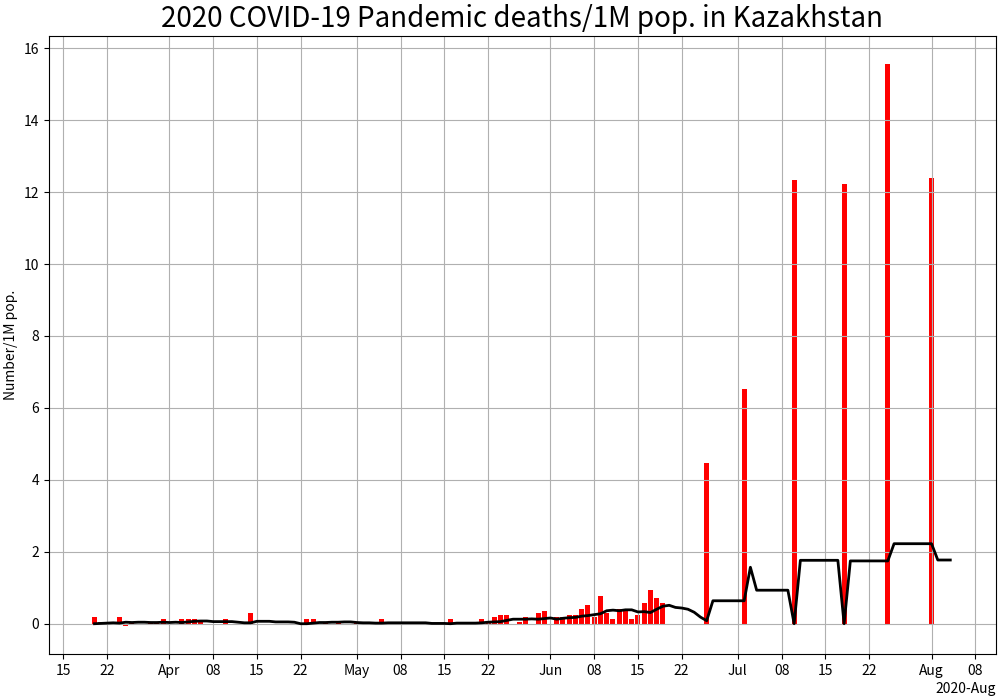 2020 COVID-19 Pandemic deaths/1M pop. in Kazakhstan
Number/1M pop.
16
14
12
10
8
6
4
2
0
15 22 Apr 08 15 22 May 08 15 22 Jun 08 15 22 Jul 08 15 22 Aug 08
2020-Aug